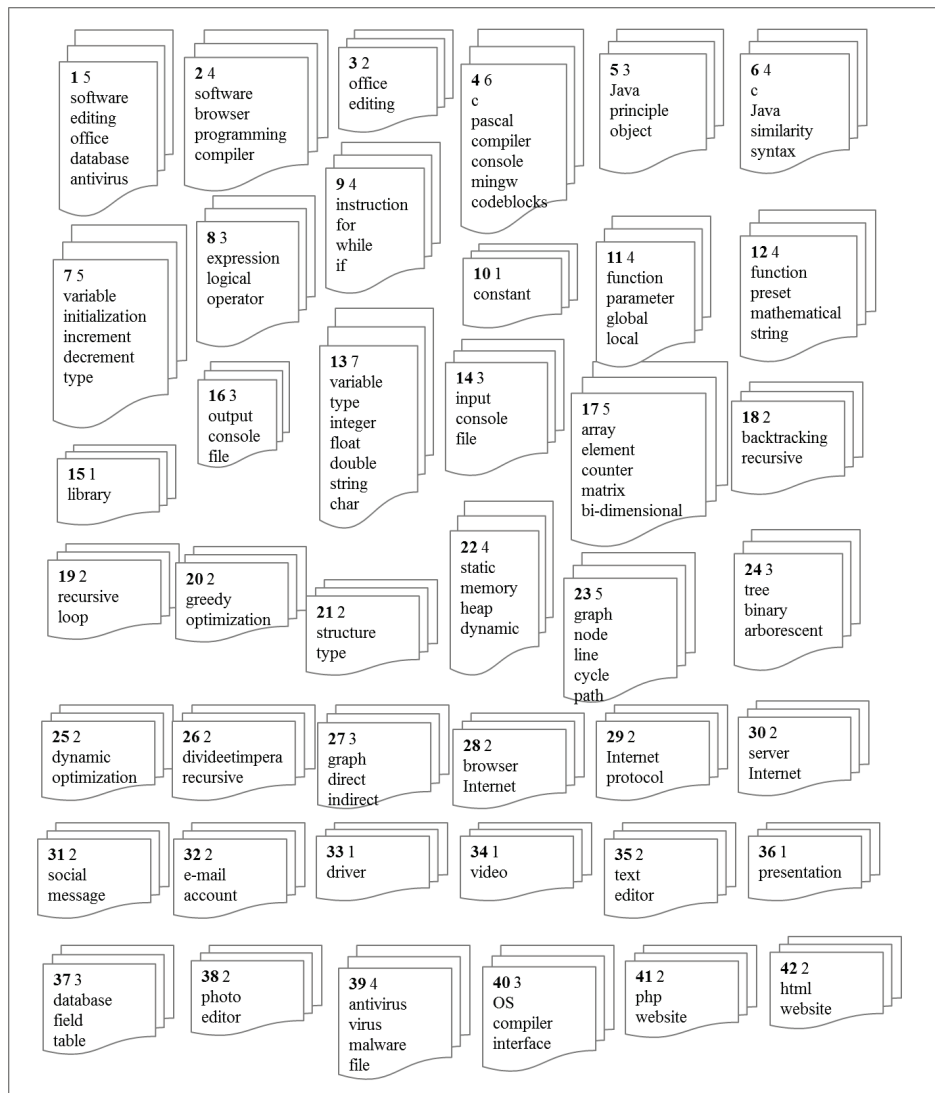 1 5
software
editing
office
database
antivirus
2 4
software
browser
programming
compiler
3 2
office
editing
4 6
c
pascal
compiler
console
mingw
codeblocks
5 3
Java
principle
object
6 4
c
Java
similarity
syntax
7 5
variable
initialization
increment
decrement
type
8 3
expression
logical
operator
9 4
instruction
for
while
if
10 1
constant
11 4
function
parameter
global
local
12 4
function
preset
mathematical
string
13 7
variable
type
integer
float
double
string
char
14 3
input
console
file
15 1
library
16 3
output
console
file
17 5
array
element
counter
matrix
bi-dimensional
18 2
backtracking
recursive
19 2
recursive
loop
20 2
greedy
optimization
21 2
structure
type
22 4
static
memory
heap
dynamic
23 5
graph
node
line
cycle
path
24 3
tree
binary
arborescent
25 2
dynamic
optimization
26 2
divideetimpera
recursive
27 3
graph
direct
indirect
28 2
browser
Internet
29 2
Internet
protocol
30 2
server
Internet
31 2
social
message
32 2
e-mail
account
33 1
driver
34 1
video
35 2
text
editor
36 1
presentation
37 3
database
field
table
38 2
photo
editor
39 4
antivirus
virus
malware
file
40 3
OS
compiler
interface
41 2
php
website
42 2
html
website